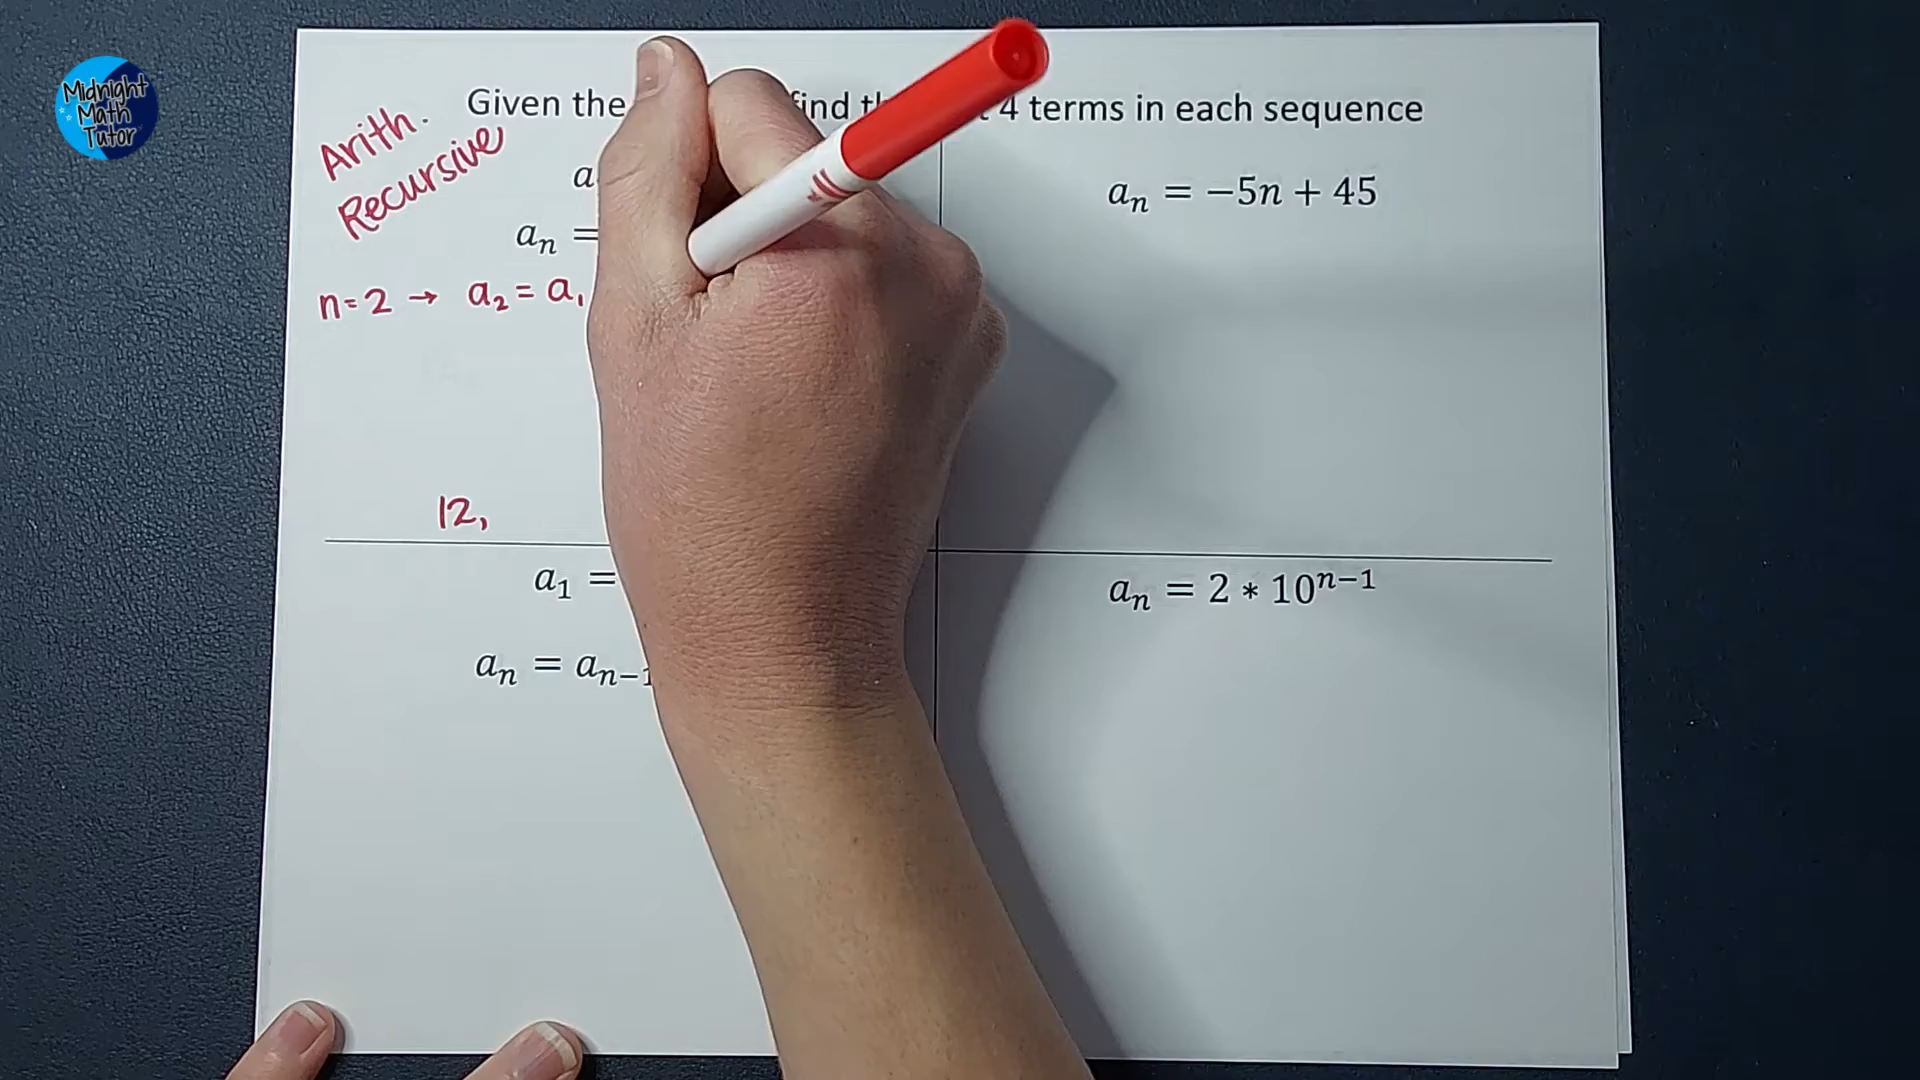 Midnight
Math
Tutor
Given the find 4 terms in each sequence
Arith.
Recursive
a
aₙ =
n=2 → a₂ = a₁
12,
aₙ = −5n + 45
a₁ =
aₙ = aₙ₋₁
aₙ = 2 ∗ 10ⁿ⁻¹